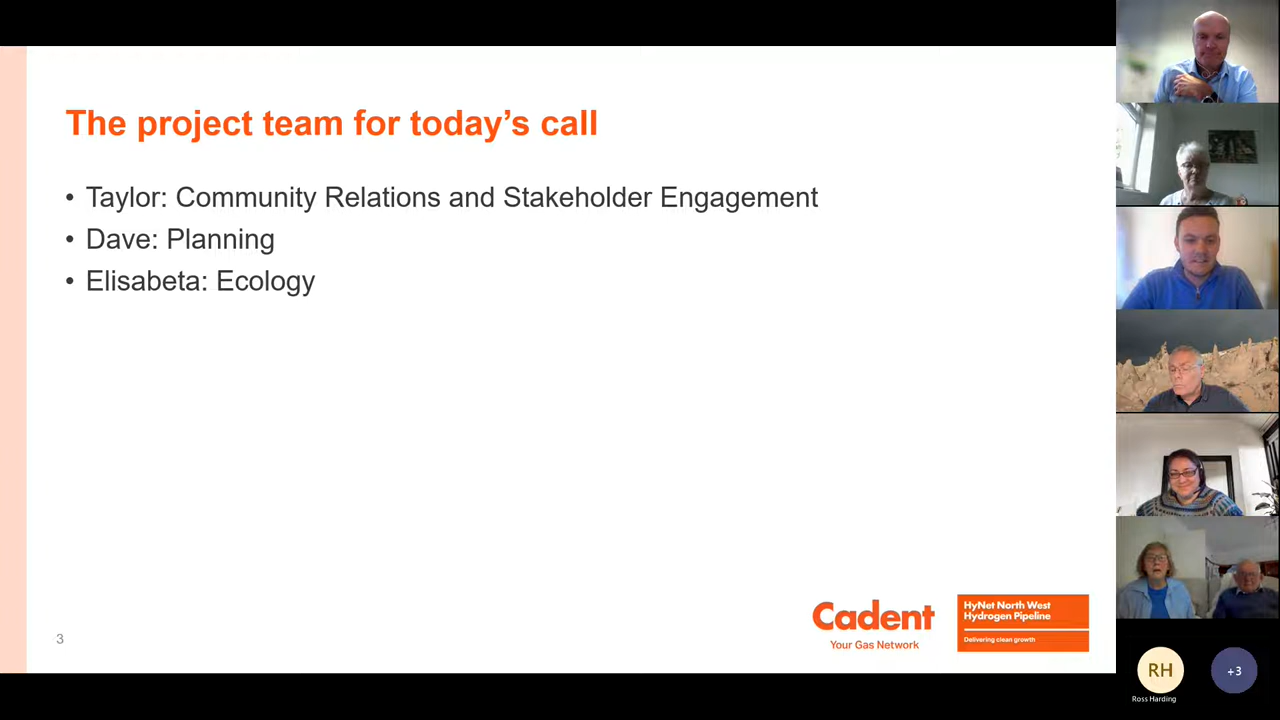 The project team for today's call
• Taylor: Community Relations and Stakeholder Engagement
• Dave: Planning
• Elisabeta: Ecology
3
Cadent
Your Gas Network
HyNet North West
Hydrogen Pipeline
Delivering clean growth
RH
Ross Harding
+3